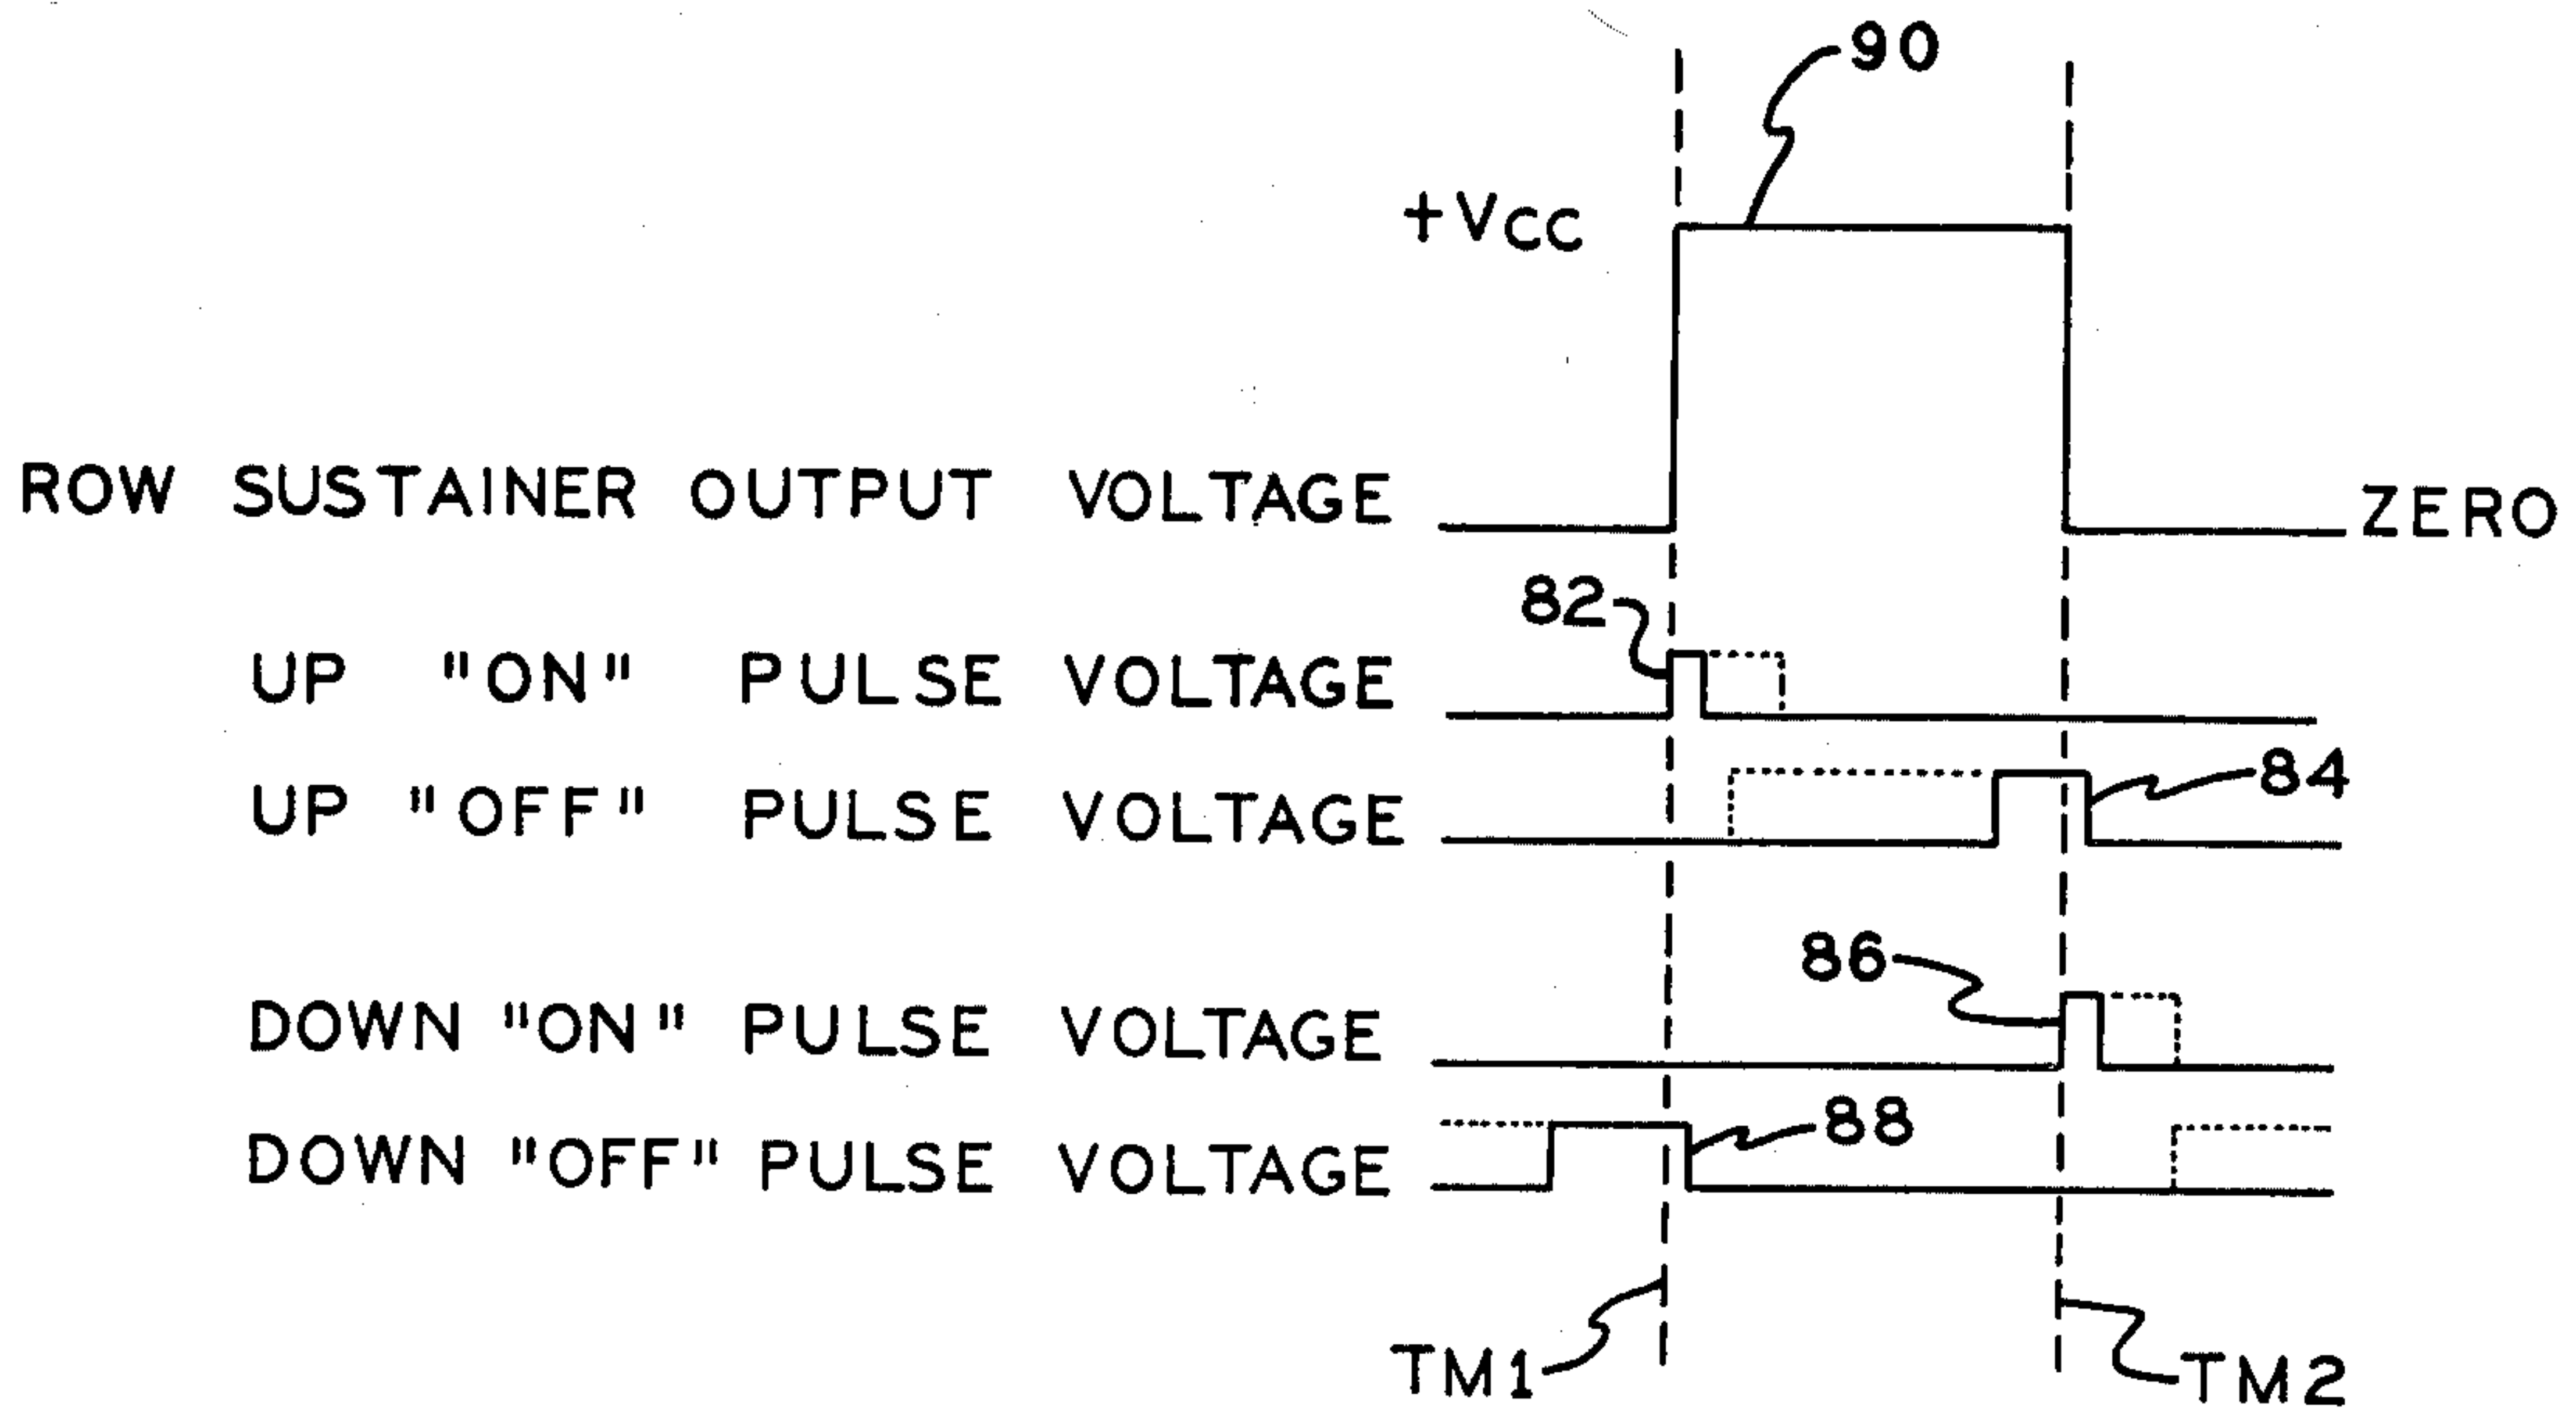 90
+VCC
ROW SUSTAINER OUTPUT VOLTAGE ZERO
82
UP "ON" PULSE VOLTAGE
UP "OFF" PULSE VOLTAGE 84
86
DOWN "ON" PULSE VOLTAGE
DOWN "OFF" PULSE VOLTAGE 88
TM1 TM2